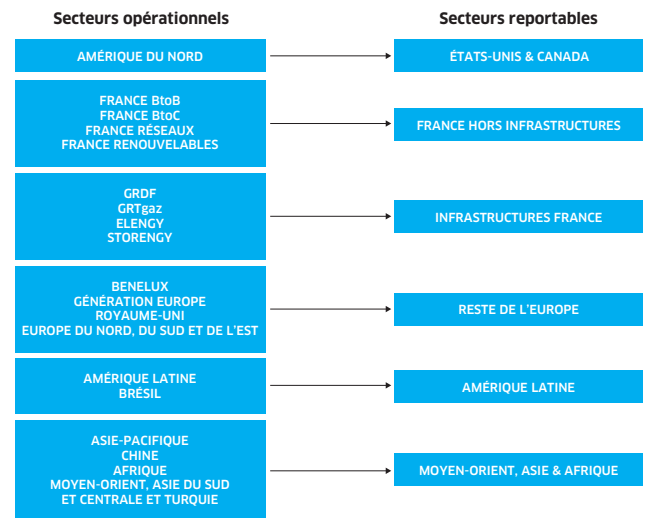 Secteurs opérationnels
Secteurs reportables
AMÉRIQUE DU NORD
ÉTATS-UNIS & CANADA
FRANCE BtoB
FRANCE BtoC
FRANCE RÉSEAUX
FRANCE RENOUVELABLES
FRANCE HORS INFRASTRUCTURES
GRDF
GRTgaz
ELENGY
STORENGY
INFRASTRUCTURES FRANCE
BENELUX
GÉNÉRATION EUROPE
ROYAUME-UNI
EUROPE DU NORD, DU SUD ET DE L'EST
RESTE DE L'EUROPE
AMÉRIQUE LATINE
BRÉSIL
AMÉRIQUE LATINE
ASIE-PACIFIQUE
CHINE
AFRIQUE
MOYEN-ORIENT, ASIE DU SUD
ET CENTRALE ET TURQUIE
MOYEN-ORIENT, ASIE & AFRIQUE